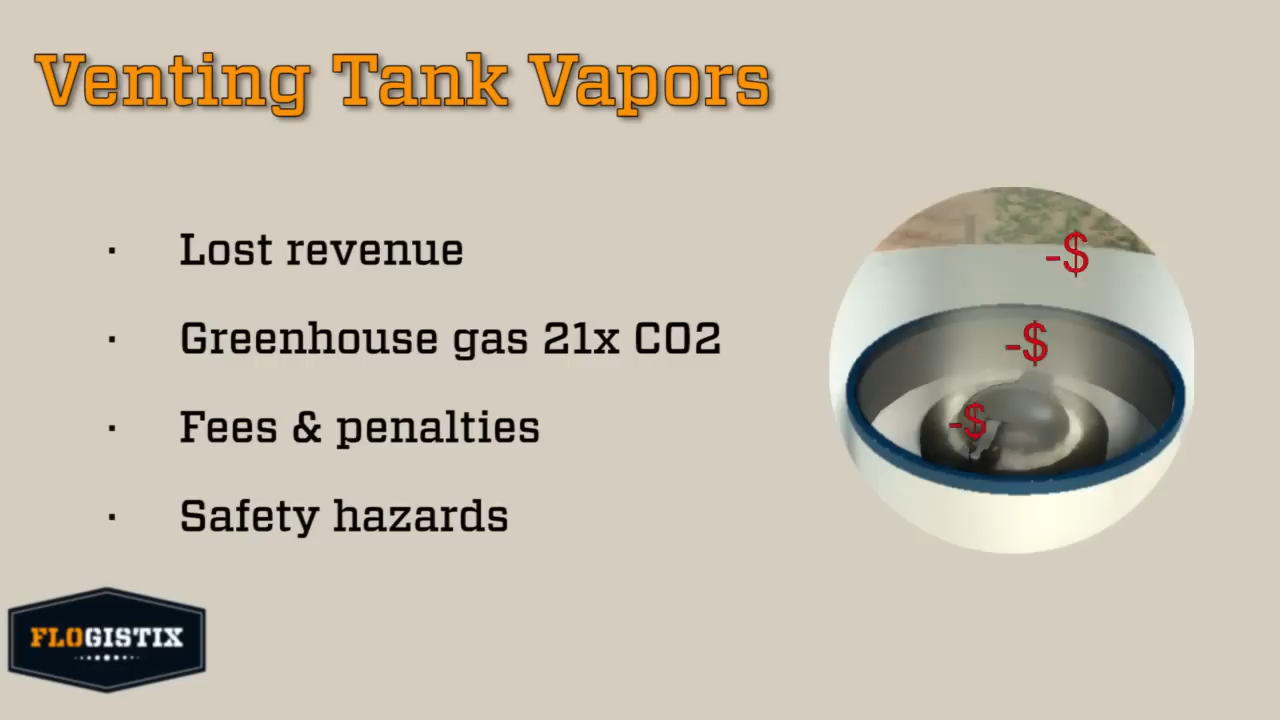 Venting Tank Vapors
· Lost revenue
· Greenhouse gas 21x CO2
· Fees & penalties
· Safety hazards
-$
-$
-$
FLOGISTIX